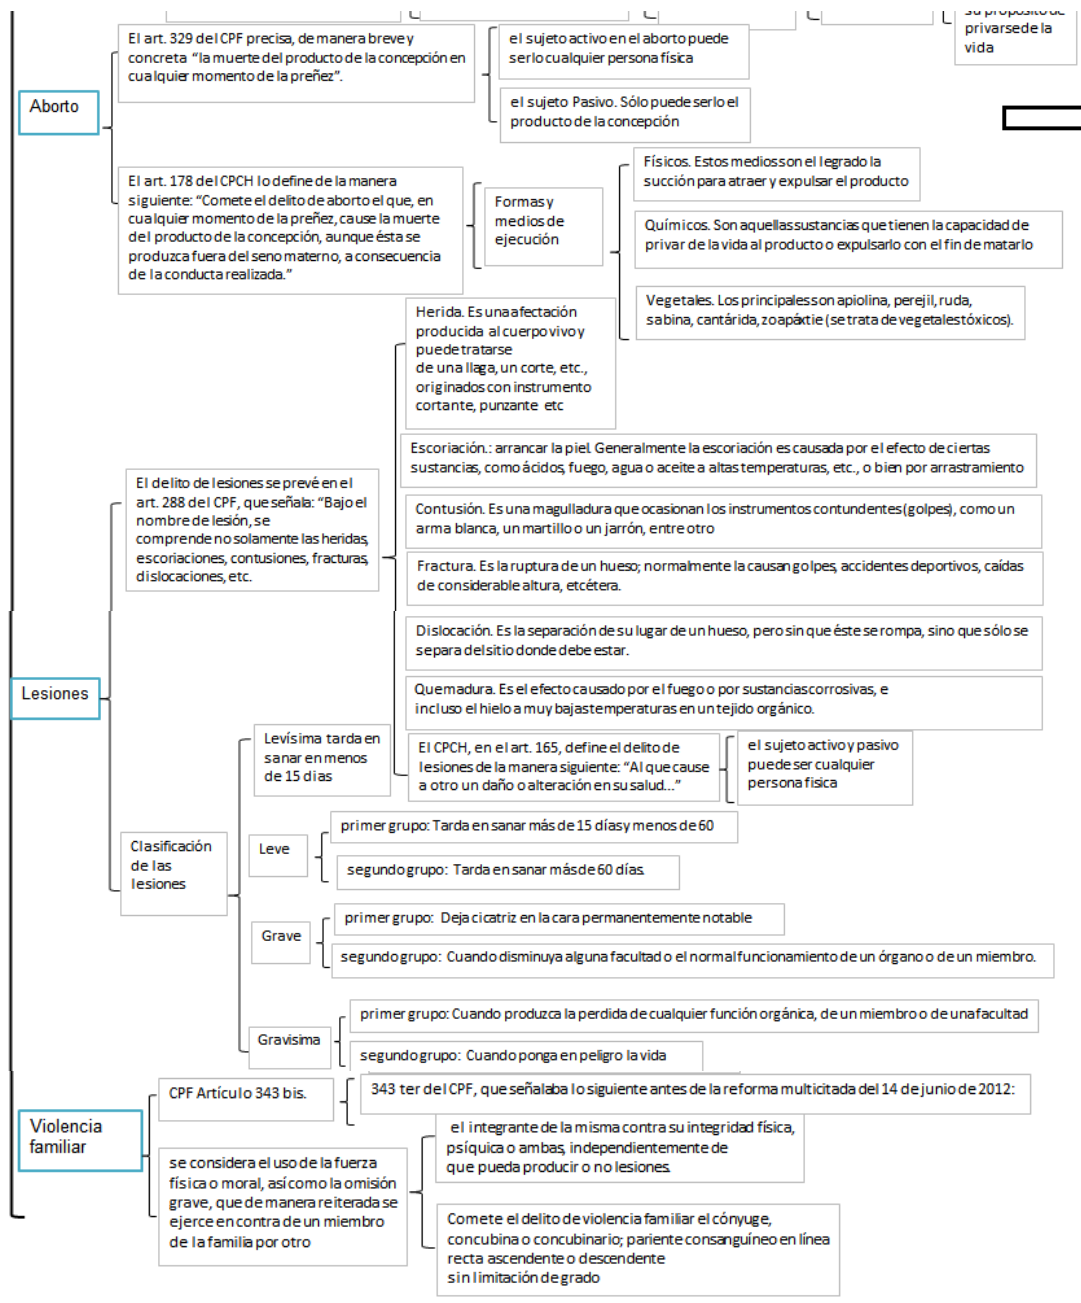 su propósito de
privarse de la
vida
Aborto
El art. 329 del CPF precisa, de manera breve y
concreta “la muerte del producto de la concepción en
cualquier momento de la preñez”.
el sujeto activo en el aborto puede
serlo cualquier persona física
el sujeto Pasivo. Sólo puede serlo el
producto de la concepción
El art. 178 del CPCH lo define de la manera
siguiente: “Comete el delito de aborto el que, en
cualquier momento de la preñez, cause la muerte
del producto de la concepción, aunque ésta se
produzca fuera del seno materno, a consecuencia
de la conducta realizada.”
Formas y
medios de
ejecución
Físicos. Estos medios son el legrado la
succión para atraer y expulsar el producto
Químicos. Son aquellas sustancias que tienen la capacidad de
privar de la vida al producto o expulsarlo con el fin de matarlo
Vegetales. Los principales son apiolina, perejil, ruda,
sabina, cantárida, zoapáxtie (se trata de vegetales tóxicos).
Lesiones
El delito de lesiones se prevé en el
art. 288 del CPF, que señala: “Bajo el
nombre de lesión, se
comprende no solamente las heridas,
escoriaciones, contusiones, fracturas,
dislocaciones, etc.
Herida. Es una afectación
producida al cuerpo vivo y
puede tratarse
de una llaga, un corte, etc.,
originados con instrumento
cortante, punzante etc
Escoriación.: arrancar la piel. Generalmente la escoriación es causada por el efecto de ciertas
sustancias, como ácidos, fuego, agua o aceite a altas temperaturas, etc., o bien por arrastramiento
Contusión. Es una magulladura que ocasionan los instrumentos contundentes (golpes), como un
arma blanca, un martillo o un jarrón, entre otro
Fractura. Es la ruptura de un hueso; normalmente la causan golpes, accidentes deportivos, caídas
de considerable altura, etcétera.
Dislocación. Es la separación de su lugar de un hueso, pero sin que éste se rompa, sino que sólo se
separa del sitio donde debe estar.
Quemadura. Es el efecto causado por el fuego o por sustancias corrosivas, e
incluso el hielo a muy bajas temperaturas en un tejido orgánico.
El CPCH, en el art. 165, define el delito de
lesiones de la manera siguiente: “Al que cause
a otro un daño o alteración en su salud...”
el sujeto activo y pasivo
puede ser cualquier
persona fisica
Clasificación
de las
lesiones
Levísima tarda en
sanar en menos
de 15 dias
Leve
primer grupo: Tarda en sanar más de 15 días y menos de 60
segundo grupo: Tarda en sanar más de 60 días.
Grave
primer grupo: Deja cicatriz en la cara permanentemente notable
segundo grupo: Cuando disminuya alguna facultad o el normal funcionamiento de un órgano o de un miembro.
Gravisima
primer grupo: Cuando produzca la perdida de cualquier función orgánica, de un miembro o de una facultad
segundo grupo: Cuando ponga en peligro la vida
Violencia
familiar
CPF Artículo 343 bis.
343 ter del CPF, que señalaba lo siguiente antes de la reforma multicitada del 14 de junio de 2012:
se considera el uso de la fuerza
física o moral, así como la omisión
grave, que de manera reiterada se
ejerce en contra de un miembro
de la familia por otro
el integrante de la misma contra su integridad física,
psíquica o ambas, independientemente de
que pueda producir o no lesiones.
Comete el delito de violencia familiar el cónyuge,
concubina o concubinario; pariente consanguíneo en línea
recta ascendente o descendente
sin limitación de grado